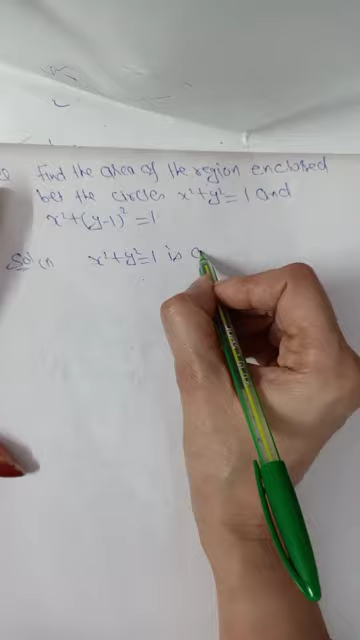 Find the area of the region enclosed
bet the circles x²+y²=1 and
x²+(y-1)²=1
Soln x²+y²=1 is